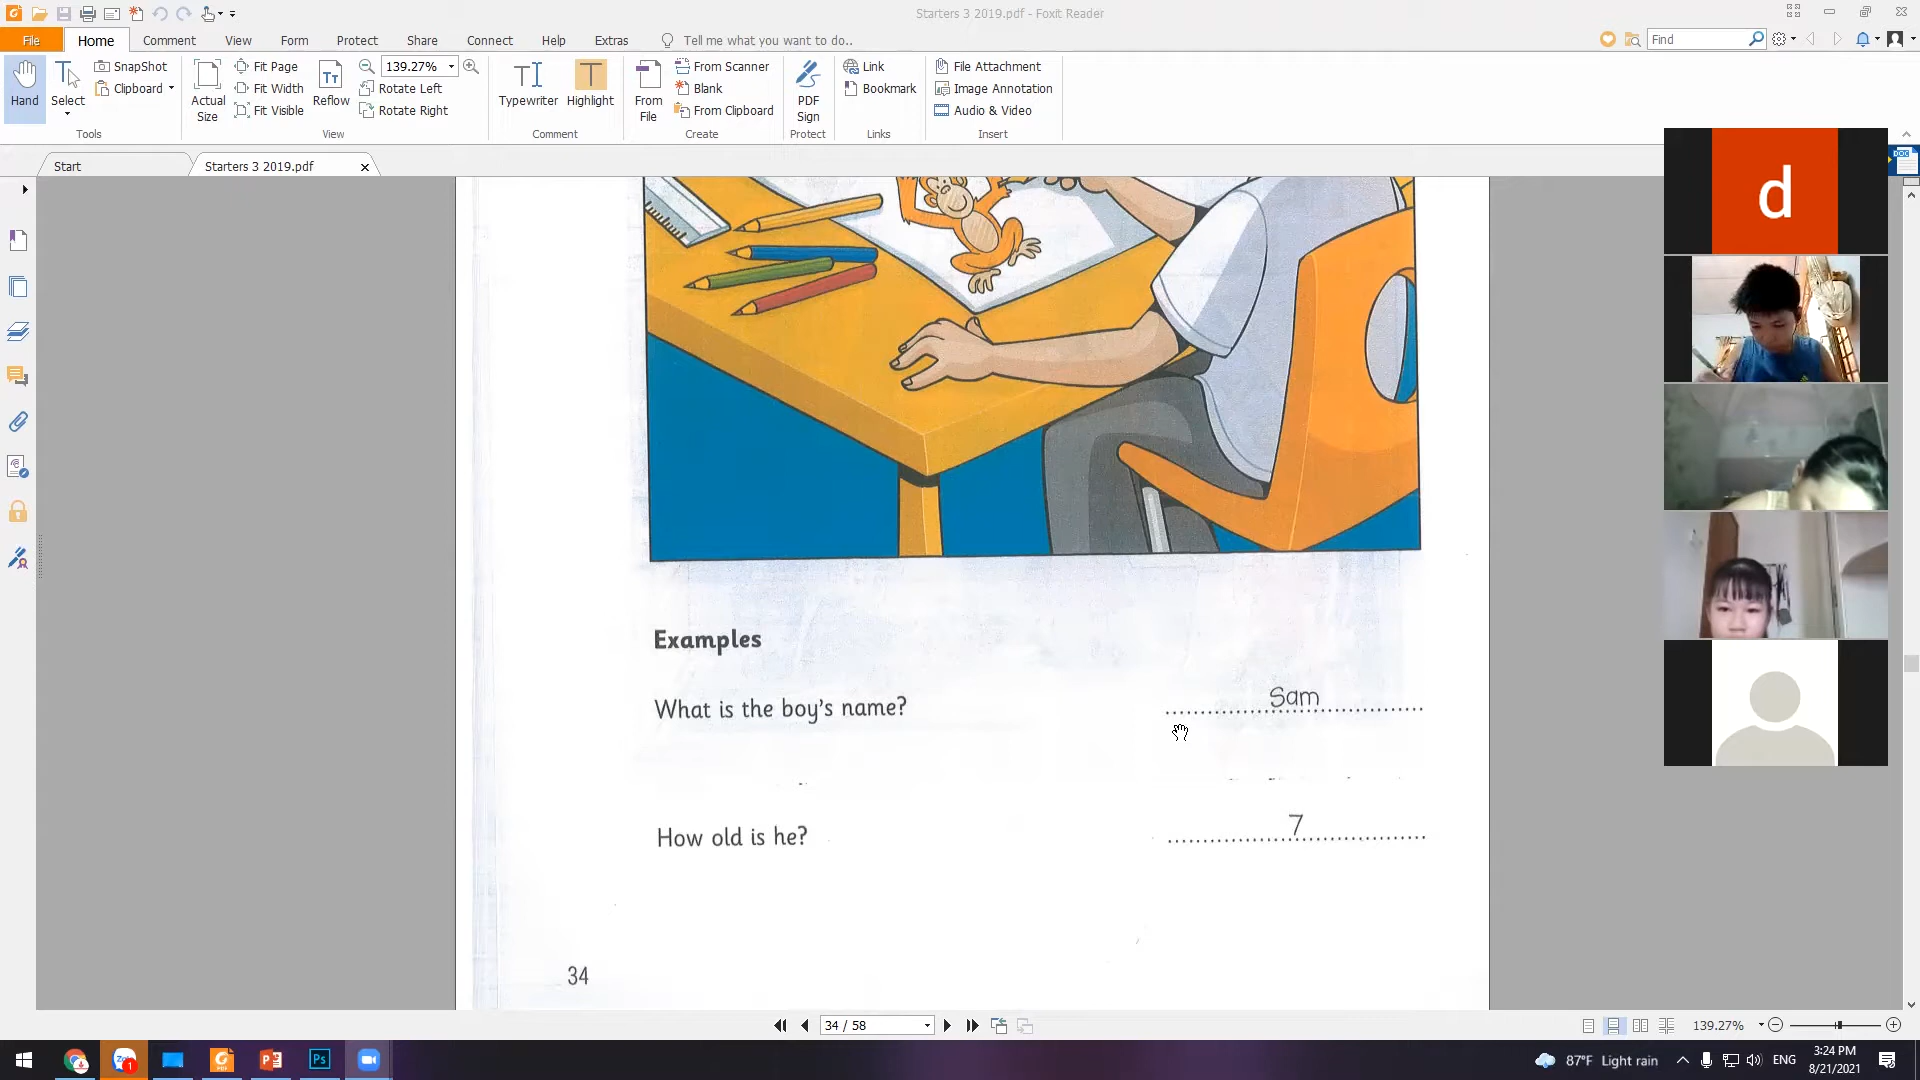 Starters 3 2019.pdf - Foxit Reader
File Home Comment View Form Protect Share Connect Help Extras Tell me what you want to do.. Find
Hand
Select
SnapShot
Clipboard
Tools
Actual Size
Fit Page
Fit Width
Fit Visible
Reflow
139.27%
Rotate Left
Rotate Right
View
Typewriter
Highlight
Comment
From File
From Scanner
Blank
From Clipboard
Create
PDF Sign
Protect
Link
Bookmark
Links
File Attachment
Image Annotation
Audio & Video
Insert
Start
Starters 3 2019.pdf
DOC
d
Examples
What is the boy's name? Sam
How old is he? 7
34
34 / 58
139.27%
87°F Light rain
ENG
3:24 PM
8/21/2021